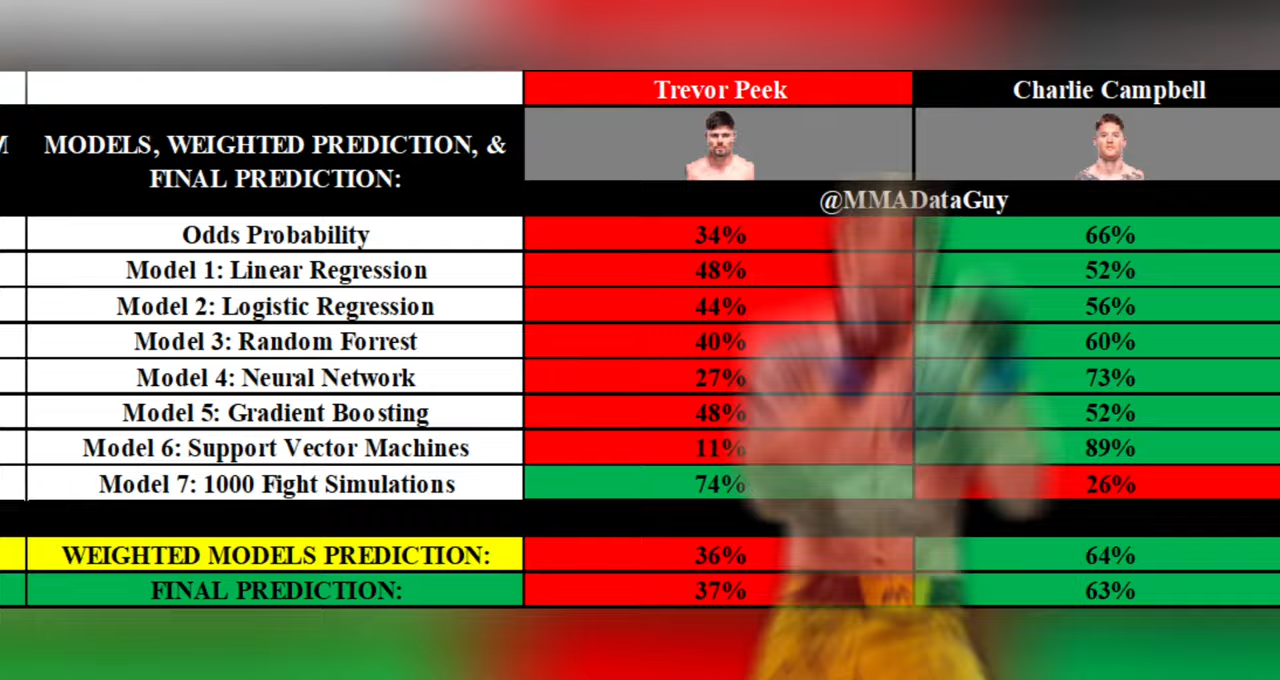 Trevor Peek Charlie Campbell
MODELS, WEIGHTED PREDICTION, &
FINAL PREDICTION:
@MMADataGuy
Odds Probability 34% 66%
Model 1: Linear Regression 48% 52%
Model 2: Logistic Regression 44% 56%
Model 3: Random Forrest 40% 60%
Model 4: Neural Network 27% 73%
Model 5: Gradient Boosting 48% 52%
Model 6: Support Vector Machines 11% 89%
Model 7: 1000 Fight Simulations 74% 26%
WEIGHTED MODELS PREDICTION: 36% 64%
FINAL PREDICTION: 37% 63%